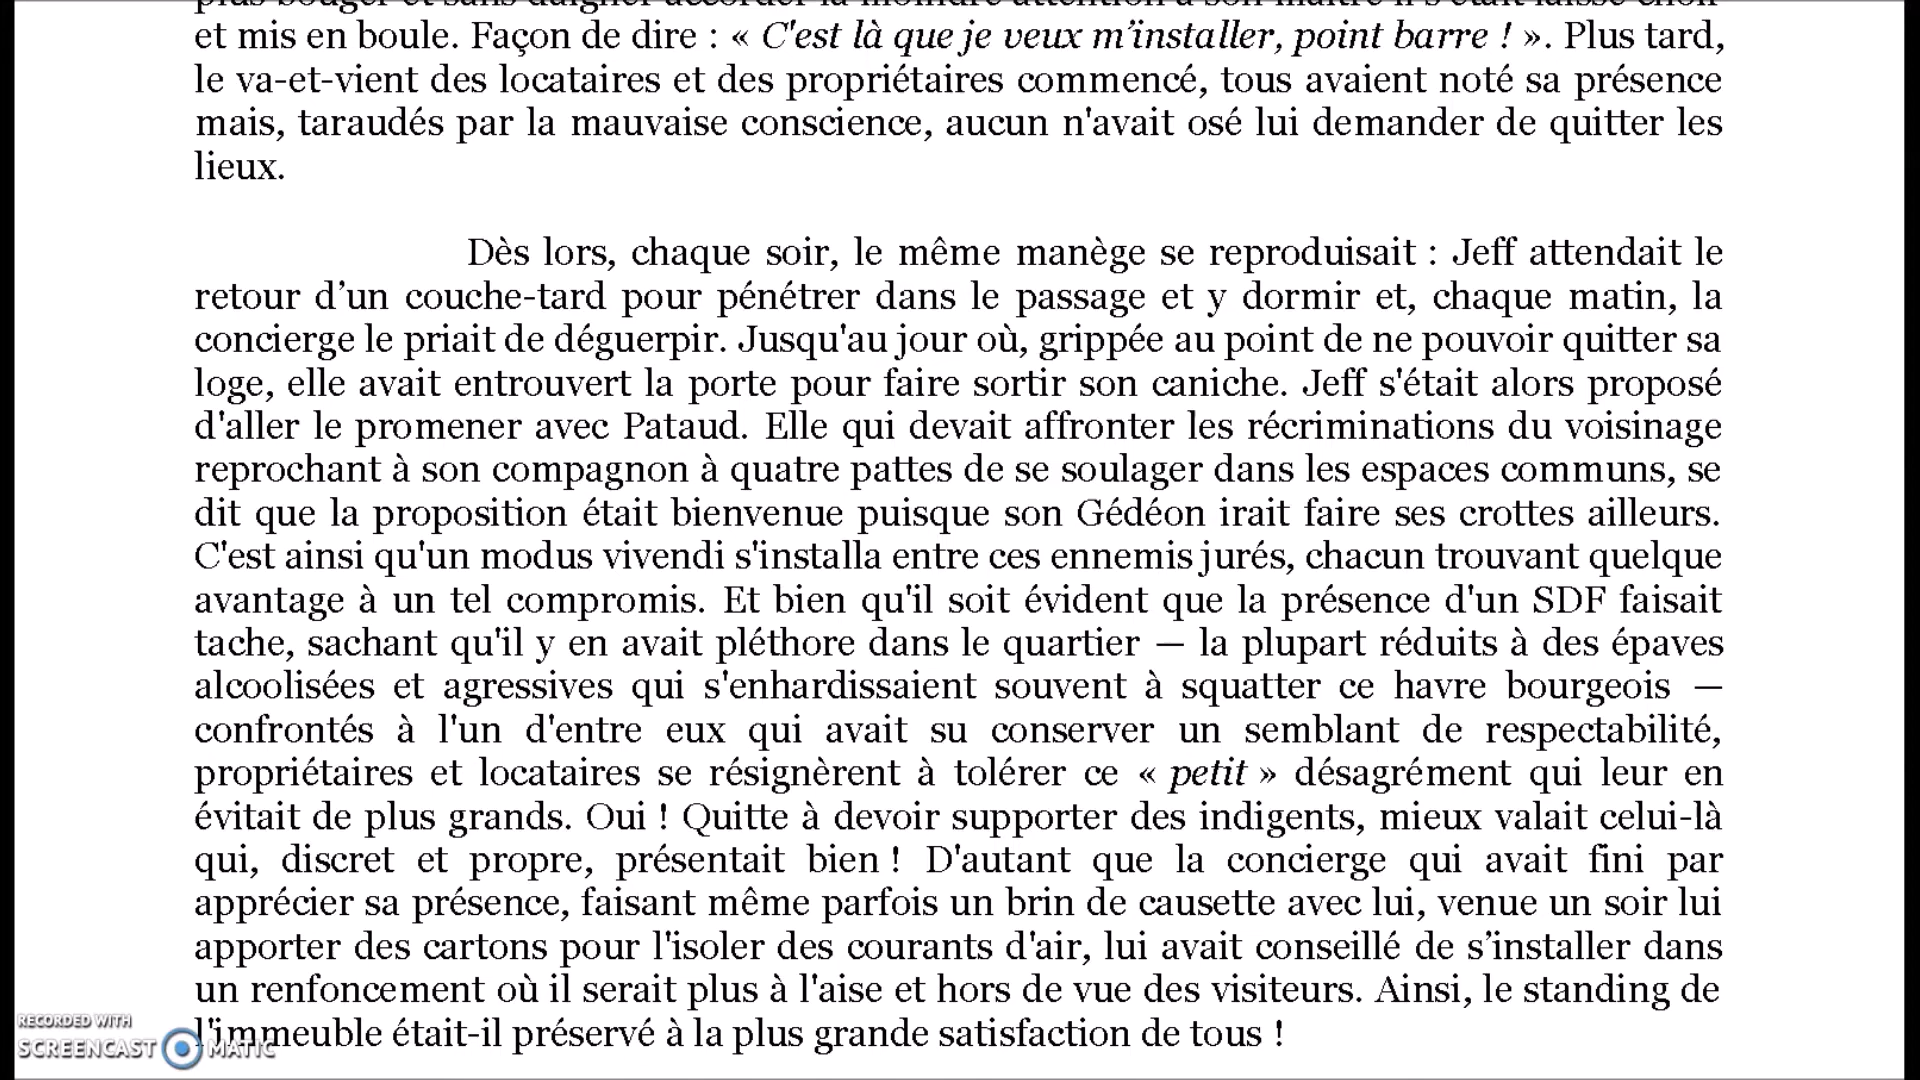 plus bouger et sans daigner accorder la moindre attention à son maître il s'était laissé choir
et mis en boule. Façon de dire : « C'est là que je veux m’installer, point barre ! ». Plus tard,
le va-et-vient des locataires et des propriétaires commencé, tous avaient noté sa présence
mais, taraudés par la mauvaise conscience, aucun n'avait osé lui demander de quitter les
lieux.
Dès lors, chaque soir, le même manège se reproduisait : Jeff attendait le
retour d’un couche-tard pour pénétrer dans le passage et y dormir et, chaque matin, la
concierge le priait de déguerpir. Jusqu'au jour où, grippée au point de ne pouvoir quitter sa
loge, elle avait entrouvert la porte pour faire sortir son caniche. Jeff s'était alors proposé
d'aller le promener avec Pataud. Elle qui devait affronter les récriminations du voisinage
reprochant à son compagnon à quatre pattes de se soulager dans les espaces communs, se
dit que la proposition était bienvenue puisque son Gédéon irait faire ses crottes ailleurs.
C'est ainsi qu'un modus vivendi s'installa entre ces ennemis jurés, chacun trouvant quelque
avantage à un tel compromis. Et bien qu'il soit évident que la présence d'un SDF faisait
tache, sachant qu'il y en avait pléthore dans le quartier — la plupart réduits à des épaves
alcoolisées et agressives qui s'enhardissaient souvent à squatter ce havre bourgeois —
confrontés à l'un d'entre eux qui avait su conserver un semblant de respectabilité,
propriétaires et locataires se résignèrent à tolérer ce « petit » désagrément qui leur en
évitait de plus grands. Oui ! Quitte à devoir supporter des indigents, mieux valait celui-là
qui, discret et propre, présentait bien ! D'autant que la concierge qui avait fini par
apprécier sa présence, faisant même parfois un brin de causette avec lui, venue un soir lui
apporter des cartons pour l'isoler des courants d'air, lui avait conseillé de s’installer dans
un renfoncement où il serait plus à l'aise et hors de vue des visiteurs. Ainsi, le standing de
l'immeuble était-il préservé à la plus grande satisfaction de tous !
RECORDED WITH
SCREENCAST MATIC